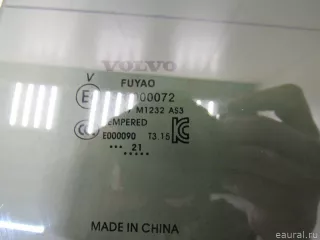 VOLVO
V FUYAO
E 00072
M1232 AS3
TEMPERED
E000090 T3.15
... 21 .....
MADE IN CHINA
eaural.ru